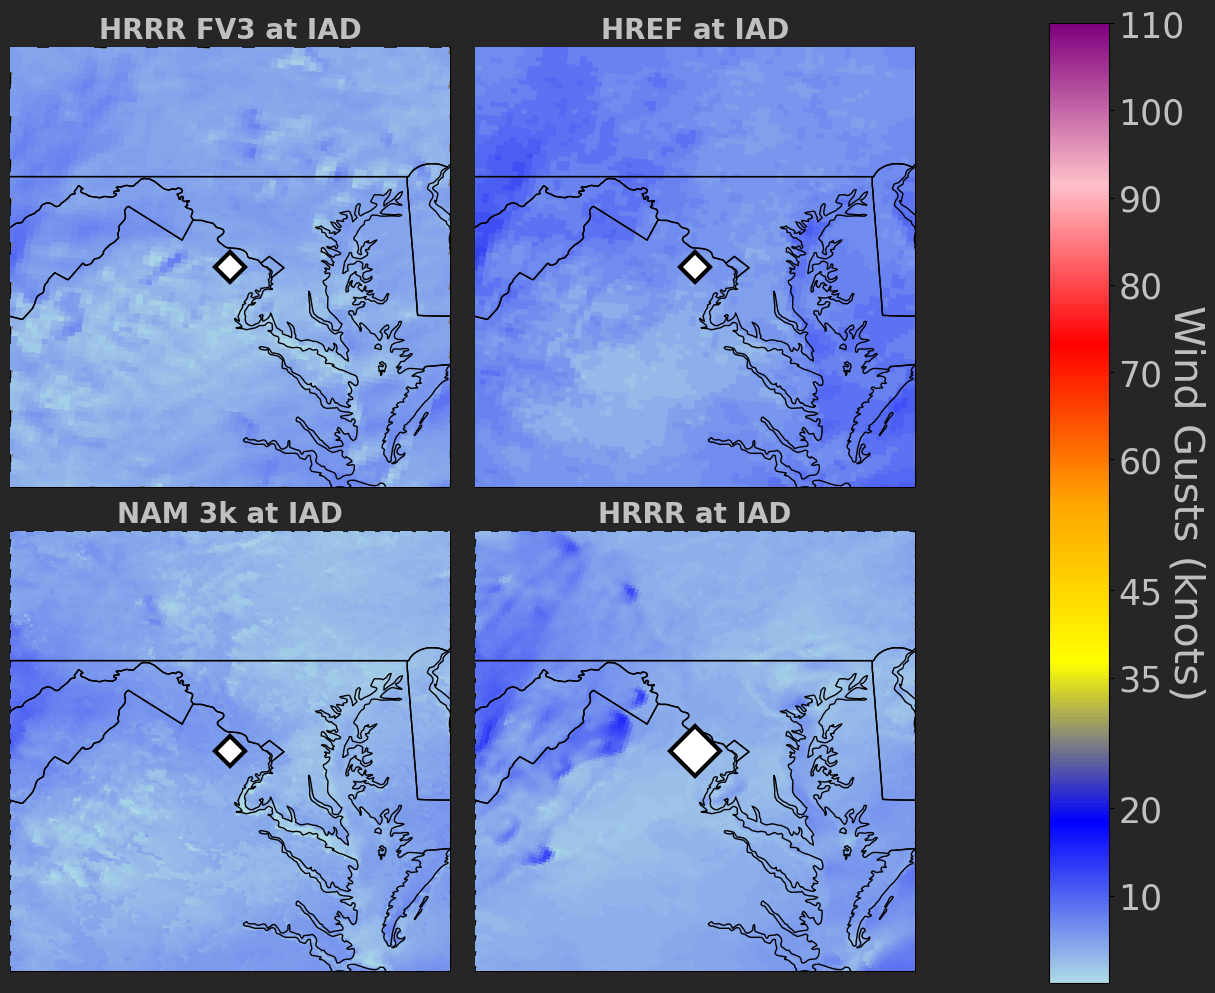 HRRR FV3 at IAD
HREF at IAD
NAM 3k at IAD
HRRR at IAD
110
100
90
80
70
60
45
35
20
10
Wind Gusts (knots)